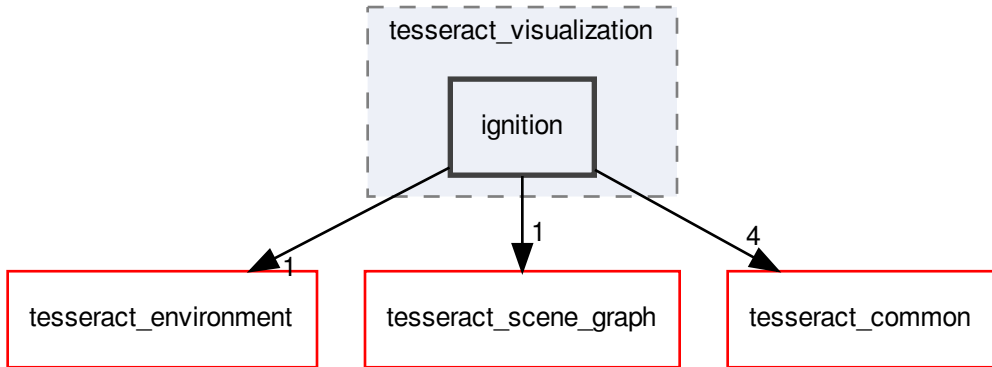 tesseract_visualization
ignition
1
1
4
tesseract_environment
tesseract_scene_graph
tesseract_common